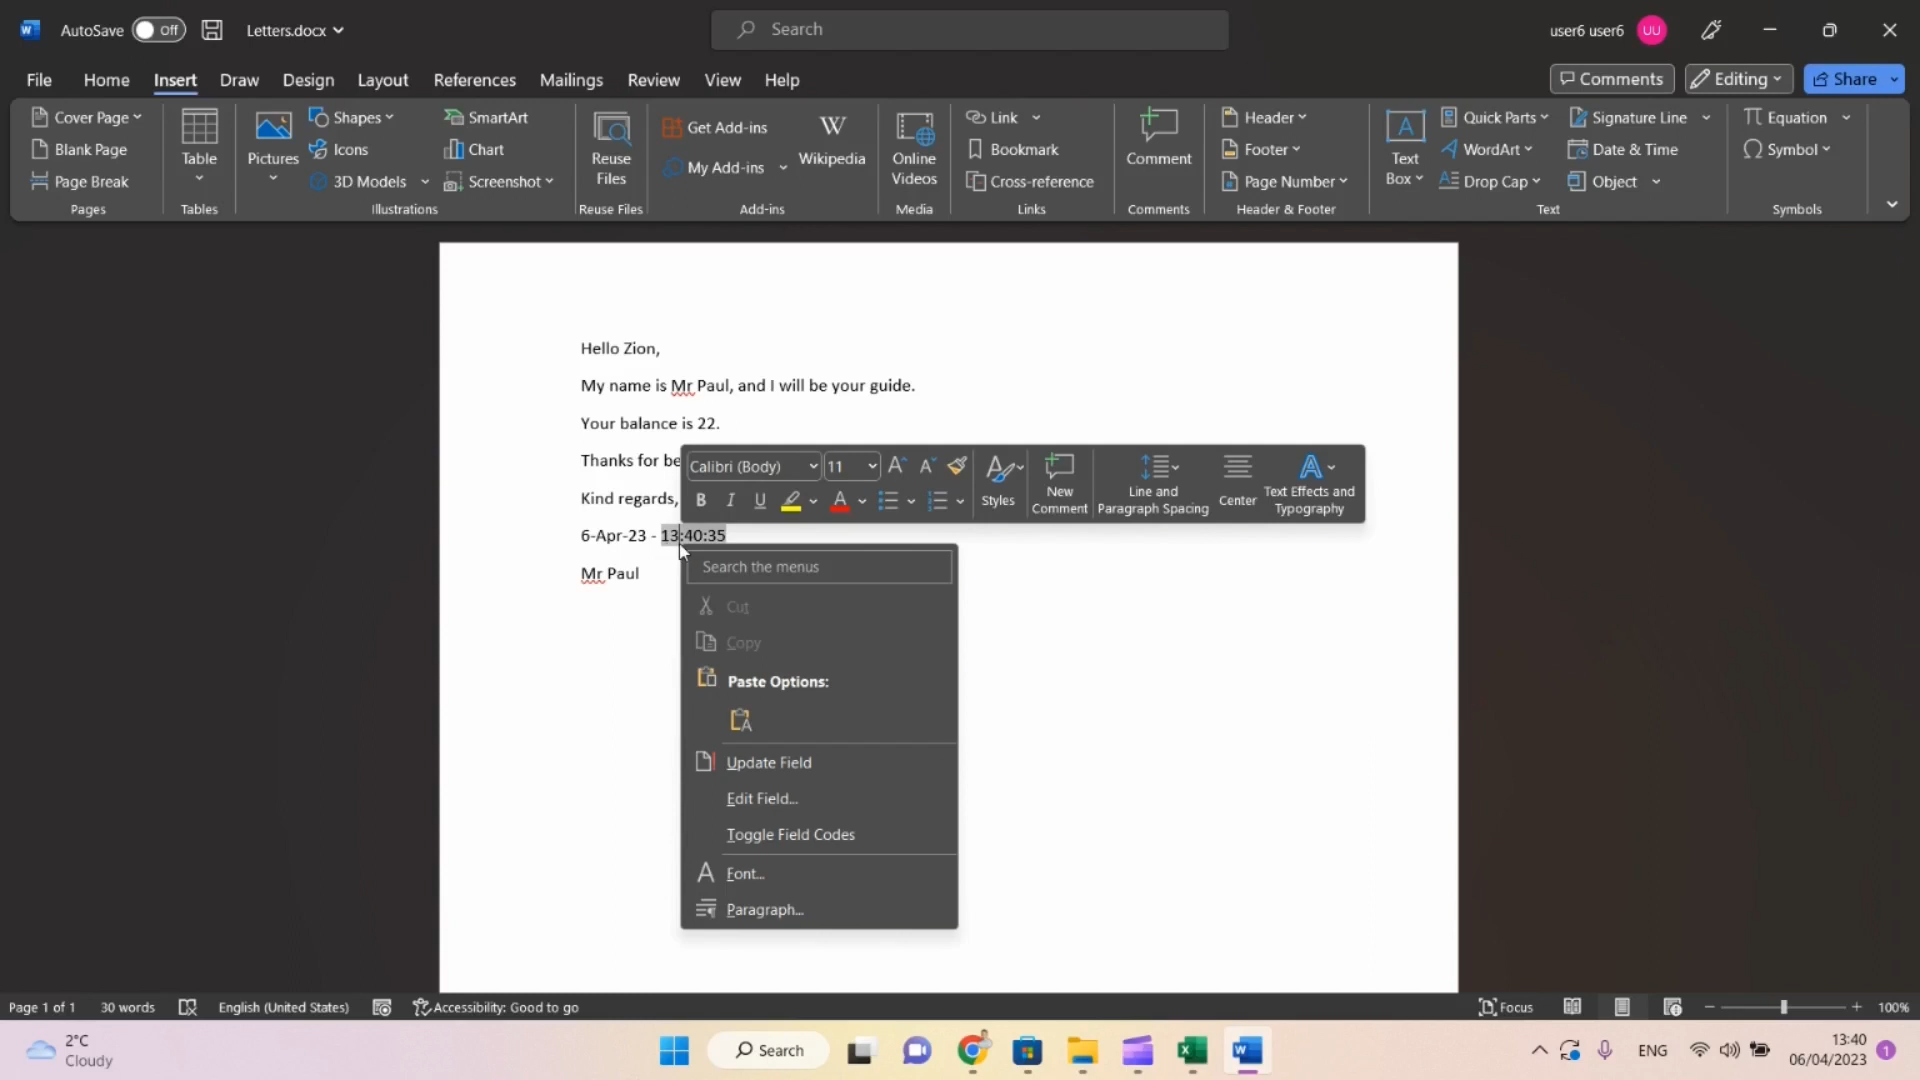 AutoSave Off Letters.docx Search user6 user6 UU
File Home Insert Draw Design Layout References Mailings Review View Help Comments Editing Share
Cover Page
Blank Page
Page Break
Pages
Table
Tables
Pictures
Shapes
Icons
3D Models
SmartArt
Chart
Screenshot
Illustrations
Reuse
Files
Reuse Files
Get Add-ins
My Add-ins
W
Wikipedia
Add-ins
Online
Videos
Media
Link
Bookmark
Cross-reference
Links
Comment
Comments
Header
Footer
Page Number
Header & Footer
Text
Box
Quick Parts
WordArt
Drop Cap
Signature Line
Date & Time
Object
Text
Equation
Symbol
Symbols
Hello Zion,
My name is Mr Paul, and I will be your guide.
Your balance is 22.
Thanks for be
Kind regards,
6-Apr-23 - 13:40:35
Mr Paul
Calibri (Body) 11
B I U
Styles
New
Comment
Line and
Paragraph Spacing
Center
Text Effects and
Typography
Search the menus
Cut
Copy
Paste Options:
Update Field
Edit Field...
Toggle Field Codes
Font...
Paragraph...
Page 1 of 1 30 words English (United States) Accessibility: Good to go Focus 100%
2°C
Cloudy
Search
ENG
13:40
06/04/2023
1